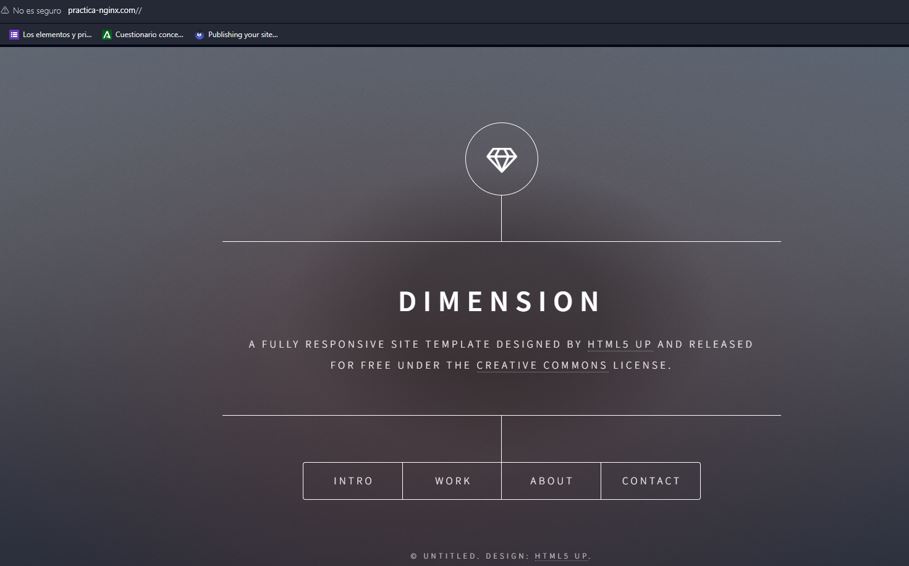 No es seguro practica-nginx.com//
Los elementos y pri... Cuestionario conce... Publishing your site...
DIMENSION
A FULLY RESPONSIVE SITE TEMPLATE DESIGNED BY HTML5 UP AND RELEASED
FOR FREE UNDER THE CREATIVE COMMONS LICENSE.
INTRO WORK ABOUT CONTACT
© UNTITLED. DESIGN: HTML5 UP.